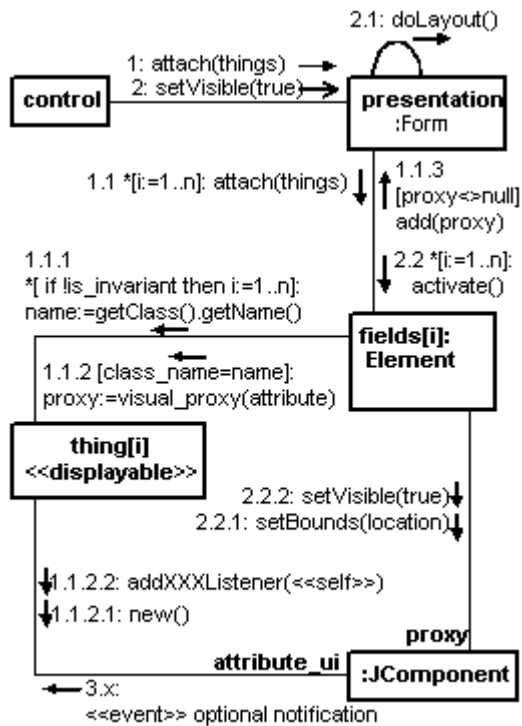 2.1: doLayout()
1: attach(things)
2: setVisible(true)
control
presentation
:Form
1.1 *[i:=1..n]: attach(things)
1.1.3
[proxy<>null]
add(proxy)
2.2 *[i:=1..n]:
activate()
1.1.1
*[ if !is_invariant then i:=1..n]:
name:=getClass().getName()
fields[i]:
Element
1.1.2 [class_name=name]:
proxy:=visual_proxy(attribute)
thing[i]
<<displayable>>
2.2.2: setVisible(true)
2.2.1: setBounds(location)
1.1.2.2: addXXXListener(<<self>>)
1.1.2.1: new()
proxy
attribute_ui
:JComponent
3.x:
<<event>> optional notification